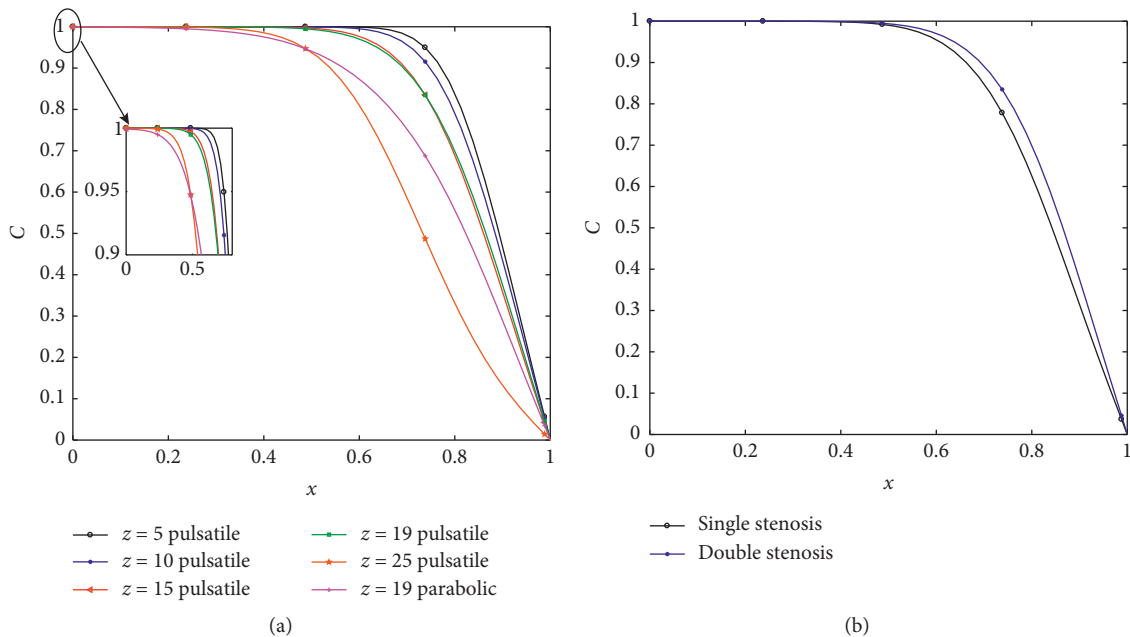 1
0.9
0.8
0.7
0.6
0.5
0.4
0.3
0.2
0.1
0
C
0 0.2 0.4 0.6 0.8 1
x
1
0.95
0.9
0 0.5
z = 5 pulsatile
z = 10 pulsatile
z = 15 pulsatile
z = 19 pulsatile
z = 25 pulsatile
z = 19 parabolic
(a)
1
0.9
0.8
0.7
0.6
0.5
0.4
0.3
0.2
0.1
0
C
0 0.2 0.4 0.6 0.8 1
x
Single stenosis
Double stenosis
(b)